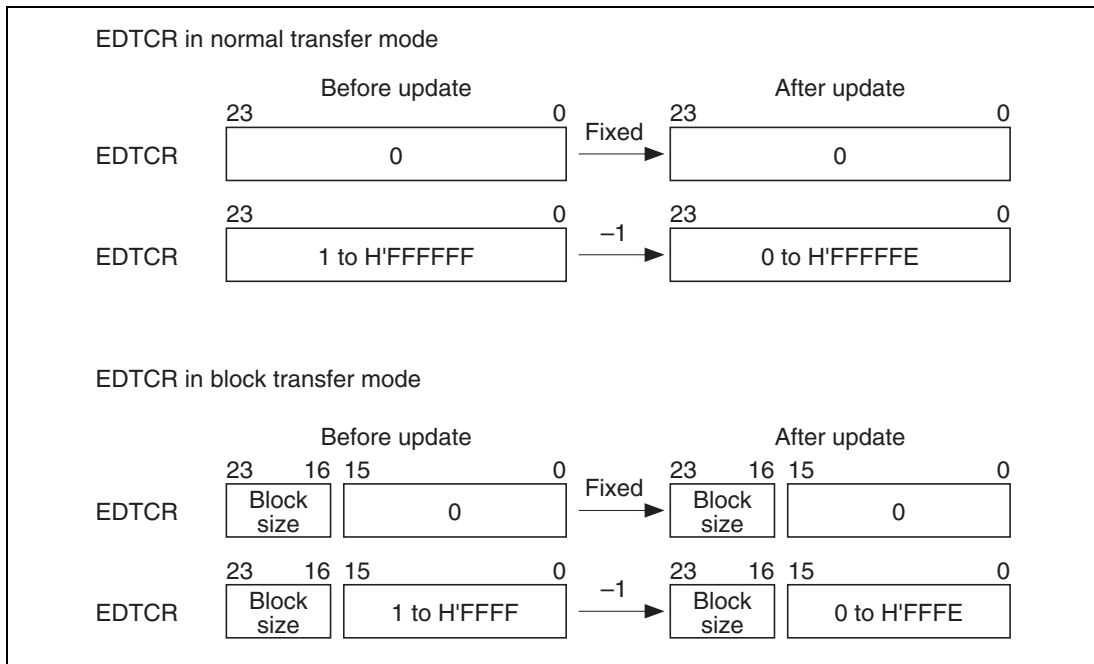 EDTCR in normal transfer mode
Before update After update
23 0 Fixed 23 0
EDTCR 0 0
23 0 –1 23 0
EDTCR 1 to H'FFFFFF 0 to H'FFFFFE
EDTCR in block transfer mode
Before update After update
23 16 15 0 Fixed 23 16 15 0
EDTCR Block size 0 Block size 0
23 16 15 0 –1 23 16 15 0
EDTCR Block size 1 to H'FFFF Block size 0 to H'FFFE